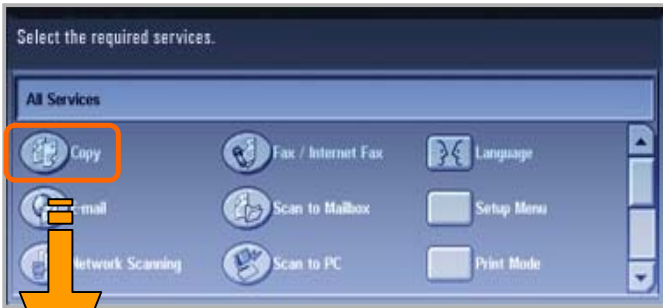 Select the required services.
All Services
Copy
Fax / Internet Fax
Language
E-mail
Scan to Mailbox
Setup Menu
Network Scanning
Scan to PC
Print Mode